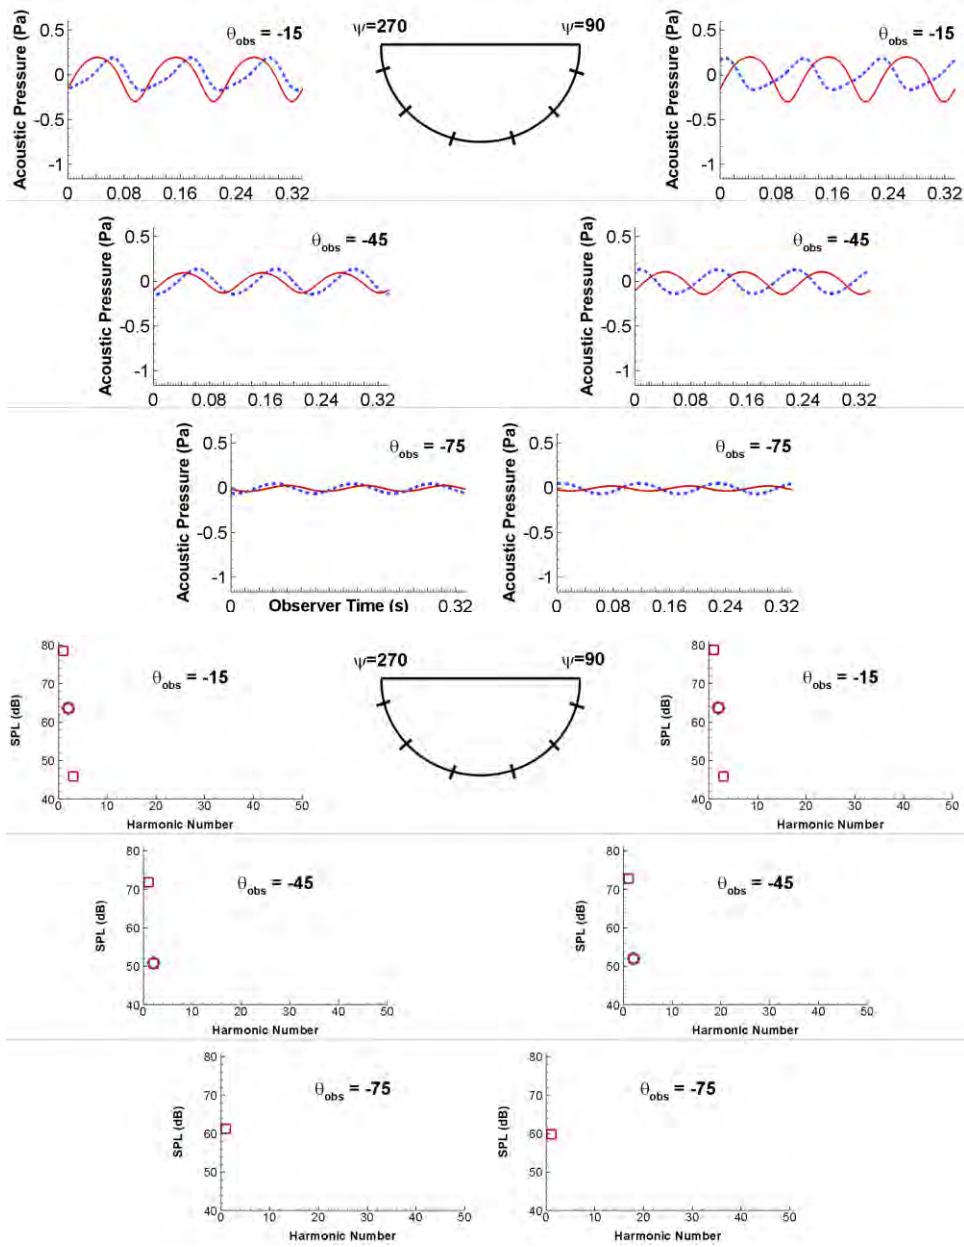 ψ=270 ψ=90
θobs = -15
θobs = -15
Acoustic Pressure (Pa)
0.5
0
-0.5
-1
0 0.08 0.16 0.24 0.32
Acoustic Pressure (Pa)
0.5
0
-0.5
-1
0 0.08 0.16 0.24 0.32
θobs = -45
Acoustic Pressure (Pa)
0.5
0
-0.5
-1
0 0.08 0.16 0.24 0.32
θobs = -45
Acoustic Pressure (Pa)
0.5
0
-0.5
-1
0 0.08 0.16 0.24 0.32
θobs = -75
Acoustic Pressure (Pa)
0.5
0
-0.5
-1
0 Observer Time (s) 0.32
θobs = -75
Acoustic Pressure (Pa)
0.5
0
-0.5
-1
0 0.08 0.16 0.24 0.32
ψ=270 ψ=90
θobs = -15
SPL (dB)
80
70
60
50
40
0 10 20 30 40 50
Harmonic Number
θobs = -15
SPL (dB)
80
70
60
50
40
0 10 20 30 40 50
Harmonic Number
θobs = -45
SPL (dB)
80
70
60
50
40
0 10 20 30 40 50
Harmonic Number
θobs = -45
SPL (dB)
80
70
60
50
40
0 10 20 30 40 50
Harmonic Number
θobs = -75
SPL (dB)
80
70
60
50
40
0 10 20 30 40 50
Harmonic Number
θobs = -75
SPL (dB)
80
70
60
50
40
0 10 20 30 40 50
Harmonic Number